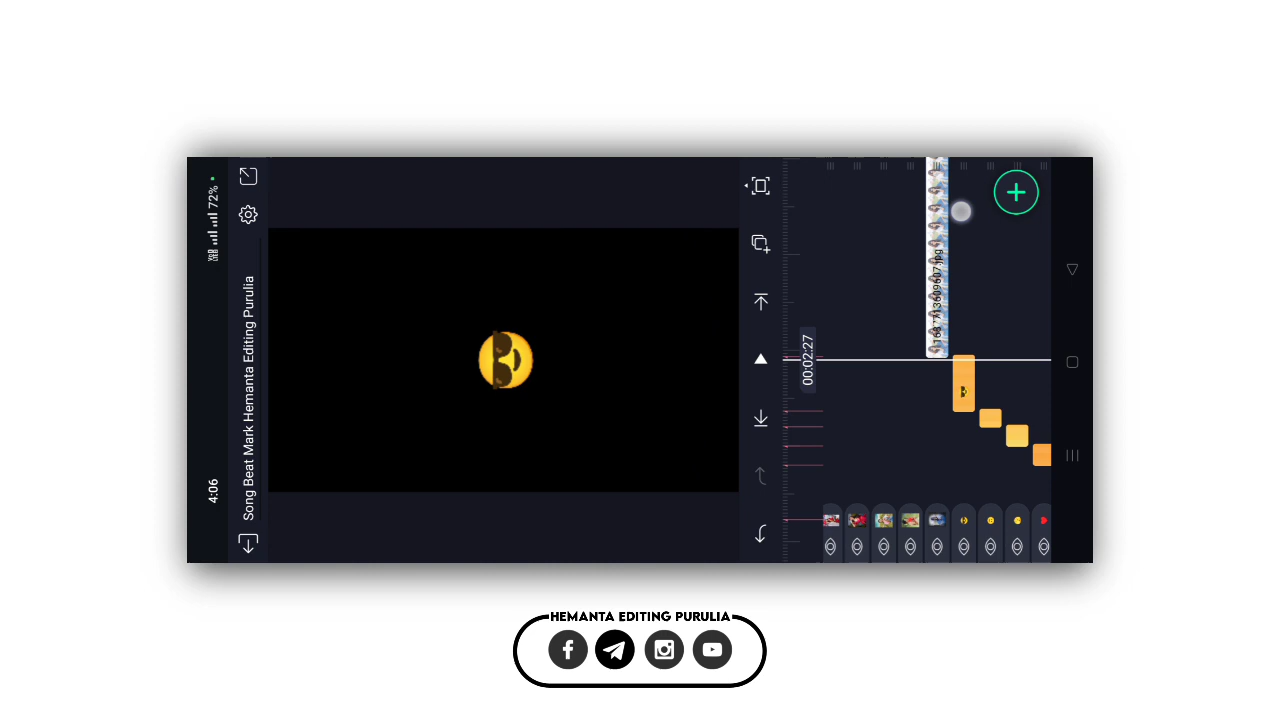 4:06
72%
Song Beat Mark Hemanta Editing Purulia
00:02:27
HEMANTA EDITING PURULIA